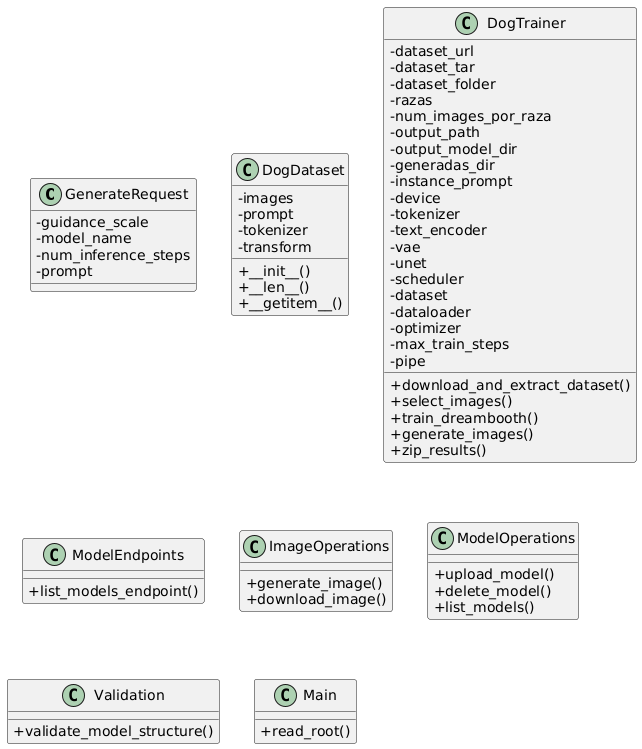 C GenerateRequest
-guidance_scale
-model_name
-num_inference_steps
-prompt
C DogDataset
-images
-prompt
-tokenizer
-transform
+__init__()
+__len__()
+__getitem__()
C DogTrainer
-dataset_url
-dataset_tar
-dataset_folder
-razas
-num_images_por_raza
-output_path
-output_model_dir
-generadas_dir
-instance_prompt
-device
-tokenizer
-text_encoder
-vae
-unet
-scheduler
-dataset
-dataloader
-optimizer
-max_train_steps
-pipe
+download_and_extract_dataset()
+select_images()
+train_dreambooth()
+generate_images()
+zip_results()
C ModelEndpoints
+list_models_endpoint()
C ImageOperations
+generate_image()
+download_image()
C ModelOperations
+upload_model()
+delete_model()
+list_models()
C Validation
+validate_model_structure()
C Main
+read_root()